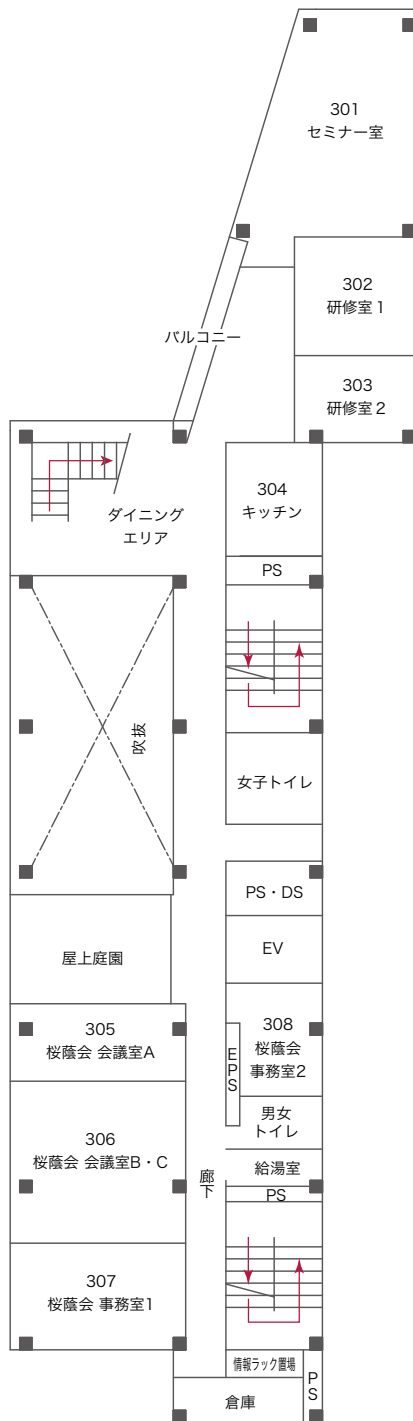 301
セミナー室
302
研修室1
バルコニー
303
研修室2
304
キッチン
ダイニング
エリア
PS
吹抜
女子トイレ
PS・DS
EV
屋上庭園
305
桜蔭会 会議室A
308
桜蔭会
事務室2
EPS
男女
トイレ
306
桜蔭会 会議室B・C
給湯室
廊下
PS
307
桜蔭会 事務室1
情報ラック置場
倉庫
PS